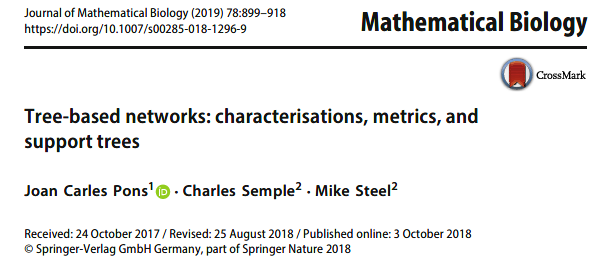 Journal of Mathematical Biology (2019) 78:899–918
https://doi.org/10.1007/s00285-018-1296-9
Mathematical Biology
CrossMark
Tree-based networks: characterisations, metrics, and
support trees
Joan Carles Pons1 iD · Charles Semple2 · Mike Steel2
Received: 24 October 2017 / Revised: 25 August 2018 / Published online: 3 October 2018
© Springer-Verlag GmbH Germany, part of Springer Nature 2018